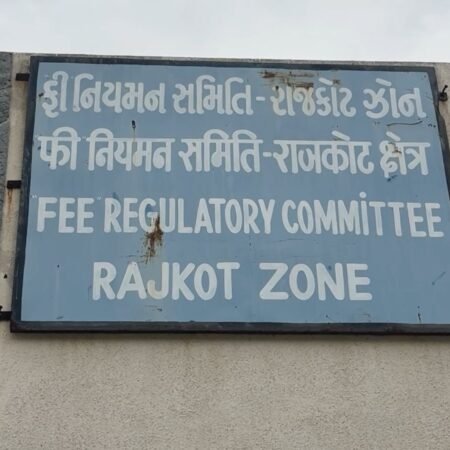 ફી નિયમન સમિતિ-રાજકોટ ઝોન
फी नियमन समिति-राजकोट क्षेत्र
FEE REGULATORY COMMITTEE
RAJKOT ZONE